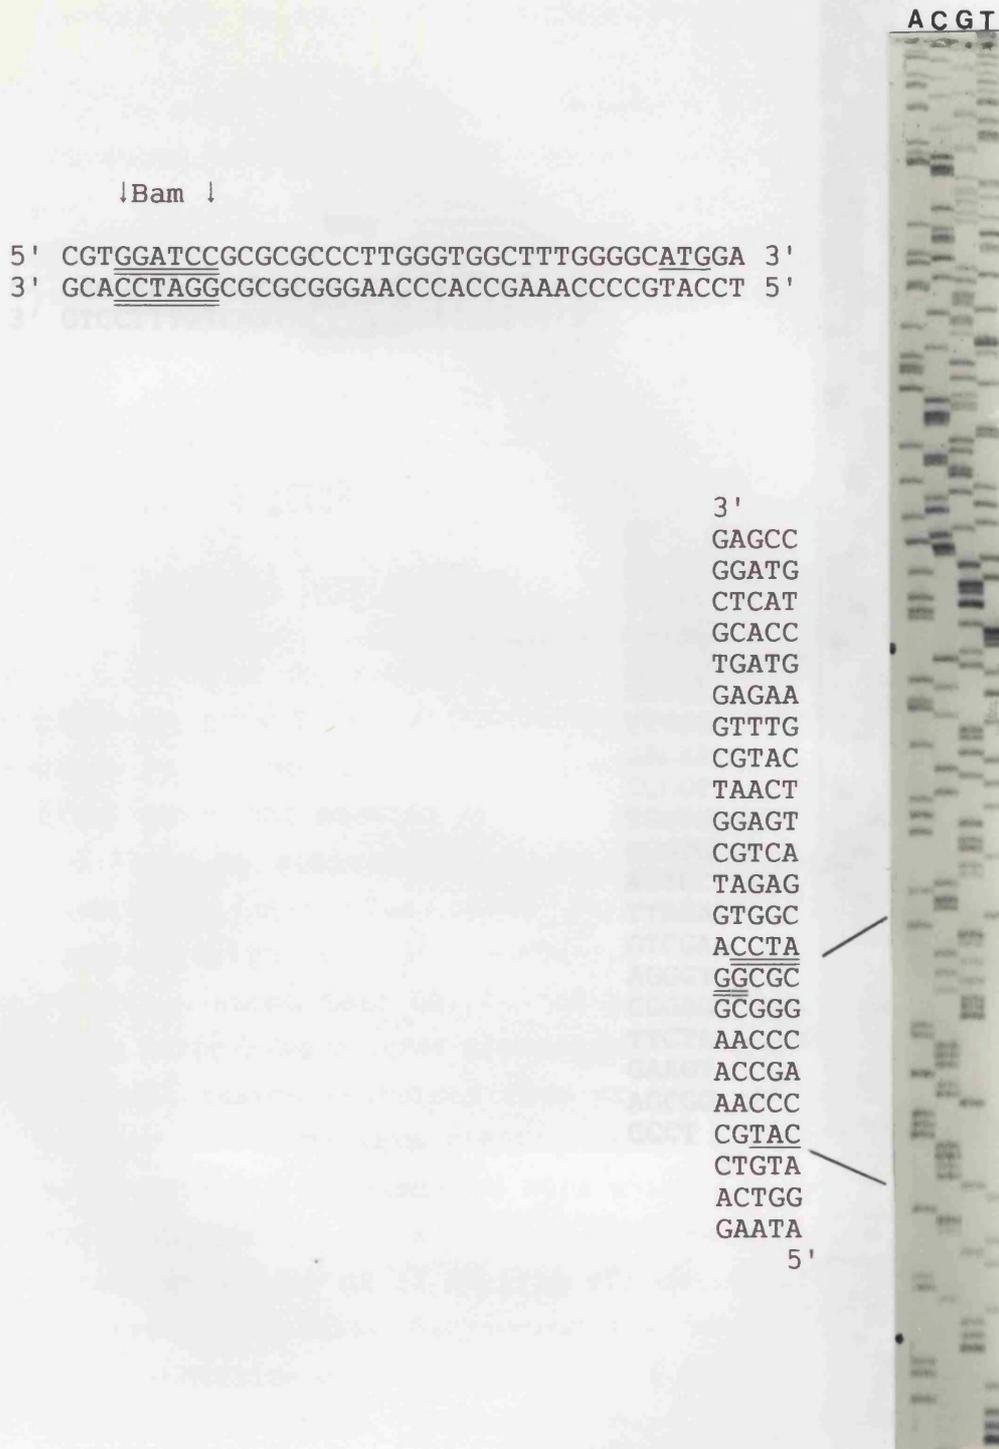 A C G T
↓Bam ↓
5' CGTGGATCCGCGCGCCCTTGGGTGGCTTTGGGGCATGGA 3'
3' GCACCTAGGCGCGCGGGAACCCACCGAAACCCCGTACCT 5'
3'
GAGCC
GGATG
CTCAT
GCACC
TGATG
GAGAA
GTTTG
CGTAC
TAACT
GGAGT
CGTCA
TAGAG
GTGGC
ACCTA
GGCGC
GCGGG
AACCC
ACCGA
AACCC
CGTAC
CTGTA
ACTGG
GAATA
5'